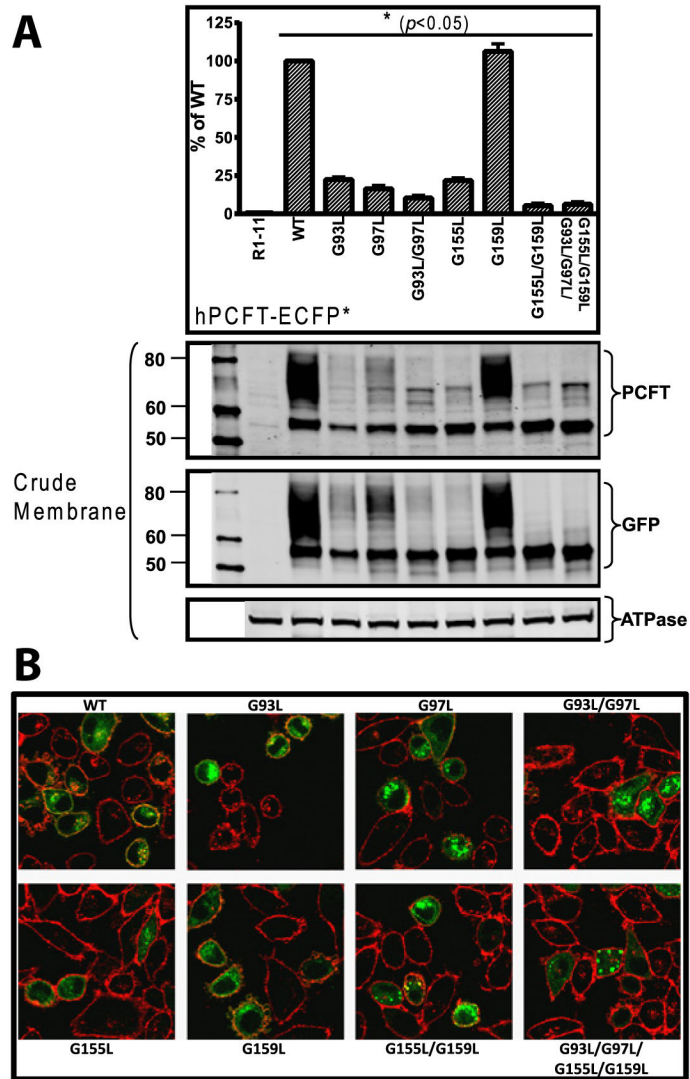 A
* (p<0.05)
% of WT
125
100
75
50
25
0
R1-11
WT
G93L
G97L
G93L/G97L
G155L
G159L
G155L/G159L
G93L/G97L/
G155L/G159L
hPCFT-ECFP*
Crude
Membrane
80
60
50
PCFT
80
60
50
GFP
ATPase
B
WT
G93L
G97L
G93L/G97L
G155L
G159L
G155L/G159L
G93L/G97L/
G155L/G159L